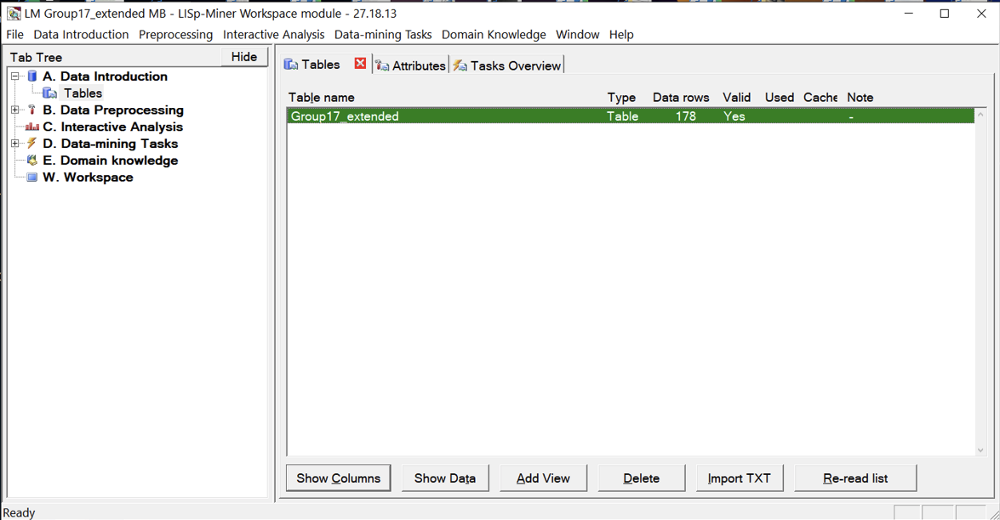 LM Group17_extended MB - LISp-Miner Workspace module - 27.18.13
File Data Introduction Preprocessing Interactive Analysis Data-mining Tasks Domain Knowledge Window Help
Tab Tree Hide
A. Data Introduction
Tables
B. Data Preprocessing
C. Interactive Analysis
D. Data-mining Tasks
E. Domain knowledge
W. Workspace
Tables Attributes Tasks Overview
Table name Type Data rows Valid Used Cache Note
Group17_extended Table 178 Yes -
Show Columns Show Data Add View Delete Import TXT Re-read list
Ready